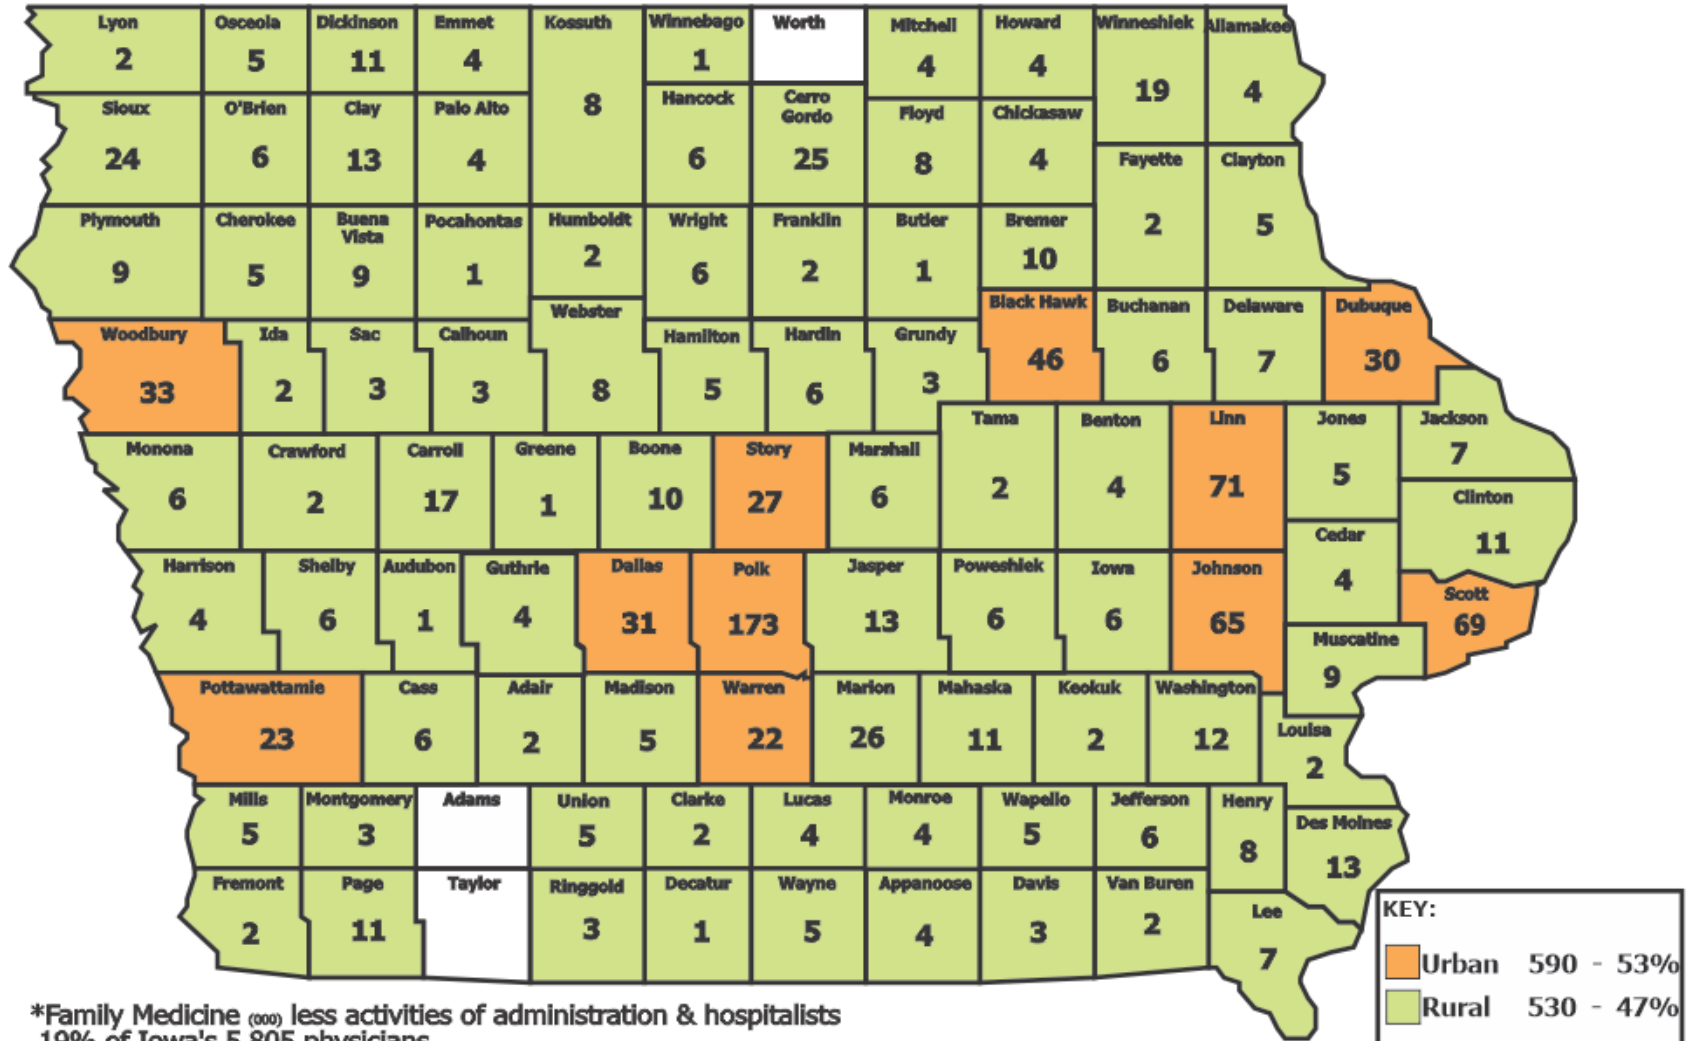 Lyon Osceola Dickinson Emmet Kossuth Winnebago Worth Mitchell Howard Winneshiek Allamakee
2 5 11 4 8 1 4 4 19 4
Sioux O'Brien Clay Palo Alto Hancock Cerro Gordo Floyd Chickasaw
24 6 13 4 6 25 8 4
Fayette Clayton
2 5
Plymouth Cherokee Buena Vista Pocahontas Humboldt Wright Franklin Butler Bremer
9 5 9 1 2 6 2 1 10
Woodbury Ida Sac Calhoun Webster Hamilton Hardin Grundy Black Hawk Buchanan Delaware Dubuque
33 2 3 3 8 5 6 3 46 6 7 30
Monona Crawford Carroll Greene Boone Story Marshall Tama Benton Linn Jones Jackson
6 2 17 1 10 27 6 2 4 71 5 7
Clinton
11
Harrison Shelby Audubon Guthrie Dallas Polk Jasper Poweshiek Iowa Johnson Cedar Scott
4 6 1 4 31 173 13 6 6 65 4 69
Muscatine
9
Pottawattamie Cass Adair Madison Warren Marion Mahaska Keokuk Washington Louisa
23 6 2 5 22 26 11 2 12 2
Mills Montgomery Adams Union Clarke Lucas Monroe Wapello Jefferson Henry Des Moines
5 3 5 2 4 4 5 6 8 13
Fremont Page Taylor Ringgold Decatur Wayne Appanoose Davis Van Buren Lee
2 11 3 1 5 4 3 2 7
KEY:
Urban 590 - 53%
Rural 530 - 47%
*Family Medicine (000) less activities of administration & hospitalists
19% of Iowa's 5,805 physicians